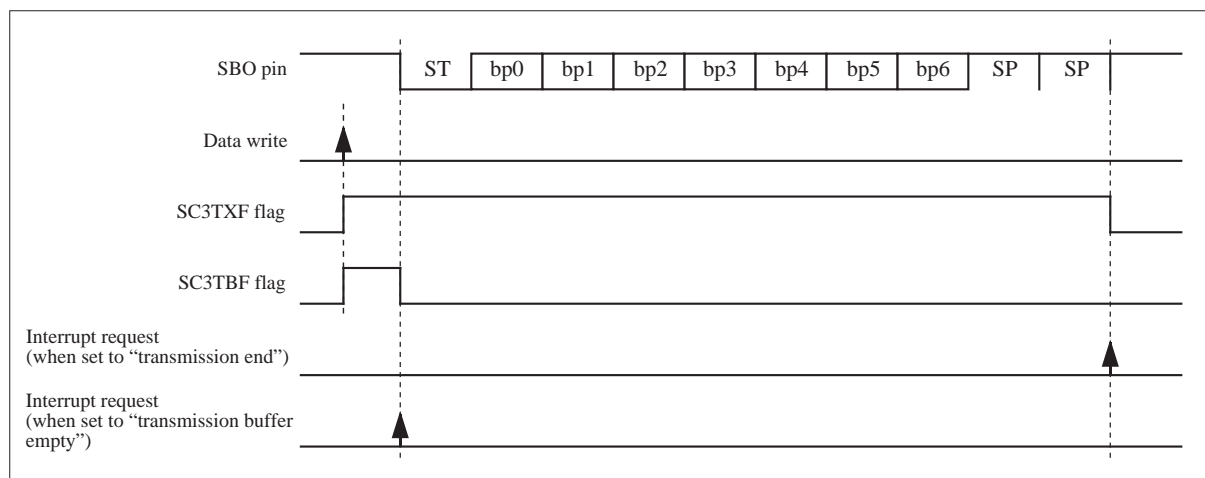 SBO pin
ST bp0 bp1 bp2 bp3 bp4 bp5 bp6 SP SP
Data write
SC3TXF flag
SC3TBF flag
Interrupt request
(when set to “transmission end”)
Interrupt request
(when set to “transmission buffer
empty”)